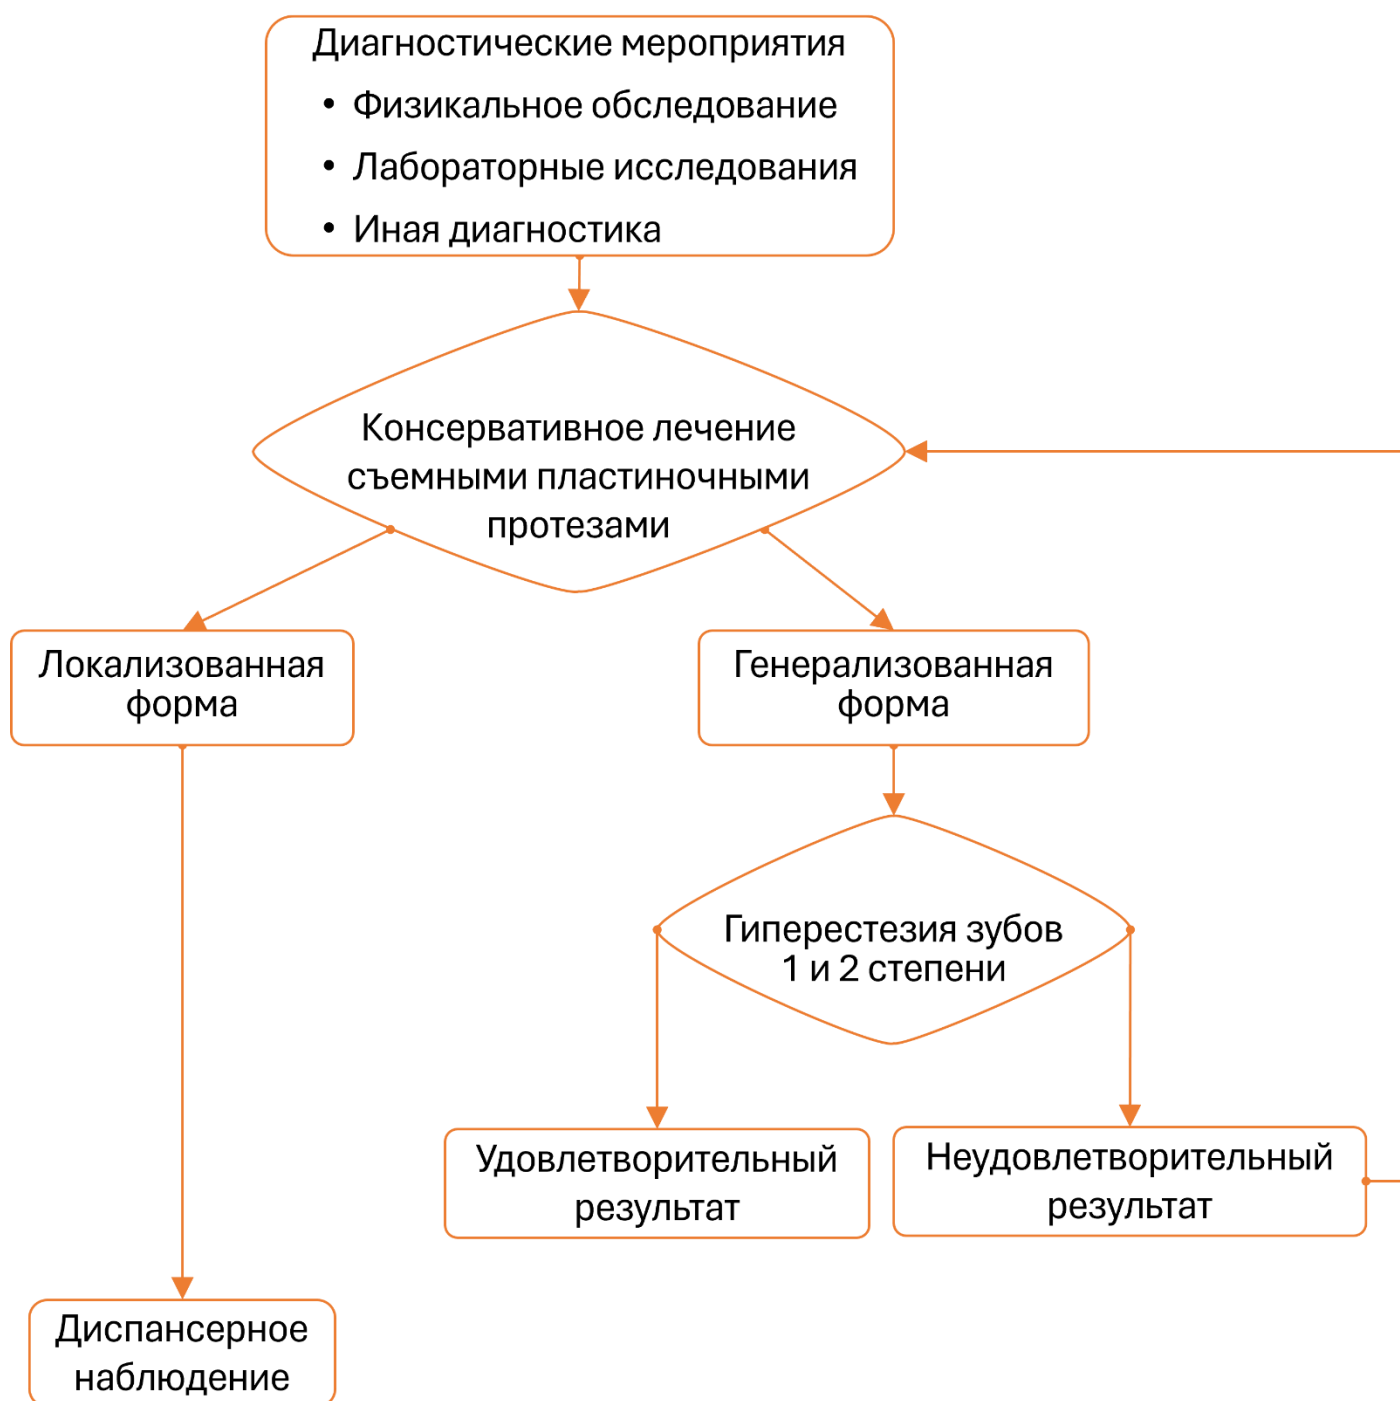 Диагностические мероприятия
• Физикальное обследование
• Лабораторные исследования
• Иная диагностика
Консервативное лечение
съемными пластиночными
протезами
Локализованная
форма
Генерализованная
форма
Гиперестезия зубов
1 и 2 степени
Удовлетворительный
результат
Неудовлетворительный
результат
Диспансерное
наблюдение